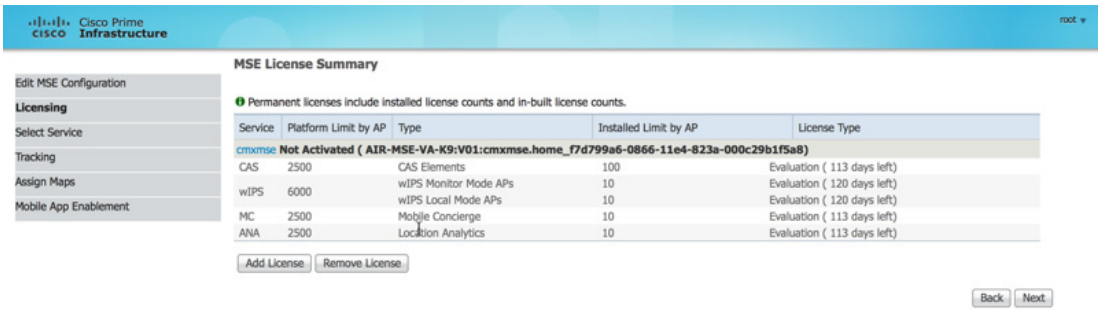 Cisco Prime
CISCO Infrastructure
root
MSE License Summary
Edit MSE Configuration
Licensing
Select Service
Tracking
Assign Maps
Mobile App Enablement
Permanent licenses include installed license counts and in-built license counts.
Service Platform Limit by AP Type Installed Limit by AP License Type
cmxmse Not Activated ( AIR-MSE-VA-K9:V01:cmxmse.home_f7d799a6-0866-11e4-823a-000c29b1f5a8)
CAS 2500 CAS Elements 100 Evaluation ( 113 days left)
wIPS 6000 wIPS Monitor Mode APs 10 Evaluation ( 120 days left)
wIPS Local Mode APs 10 Evaluation ( 120 days left)
MC 2500 Mobile Concierge 10 Evaluation ( 113 days left)
ANA 2500 Location Analytics 10 Evaluation ( 113 days left)
Add License Remove License
Back Next